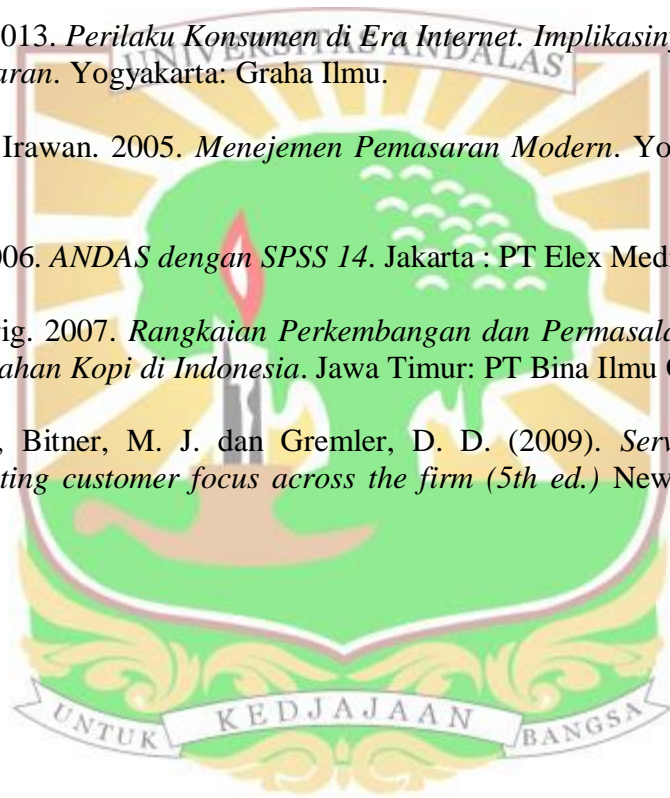 013. Perilaku Konsumen di Era Internet. Implikasiny
UNIVERSITAS ANDALAS
aran. Yogyakarta: Graha Ilmu.
Irawan. 2005. Menejemen Pemasaran Modern. Yo
006. ANDAS dengan SPSS 14. Jakarta : PT Elex Med
ig. 2007. Rangkaian Perkembangan dan Permasala
ahan Kopi di Indonesia. Jawa Timur: PT Bina Ilmu
, Bitner, M. J. dan Gremler, D. D. (2009). Serv
ting customer focus across the firm (5th ed.) New
UNTUK KEDJAJAAN BANGSA